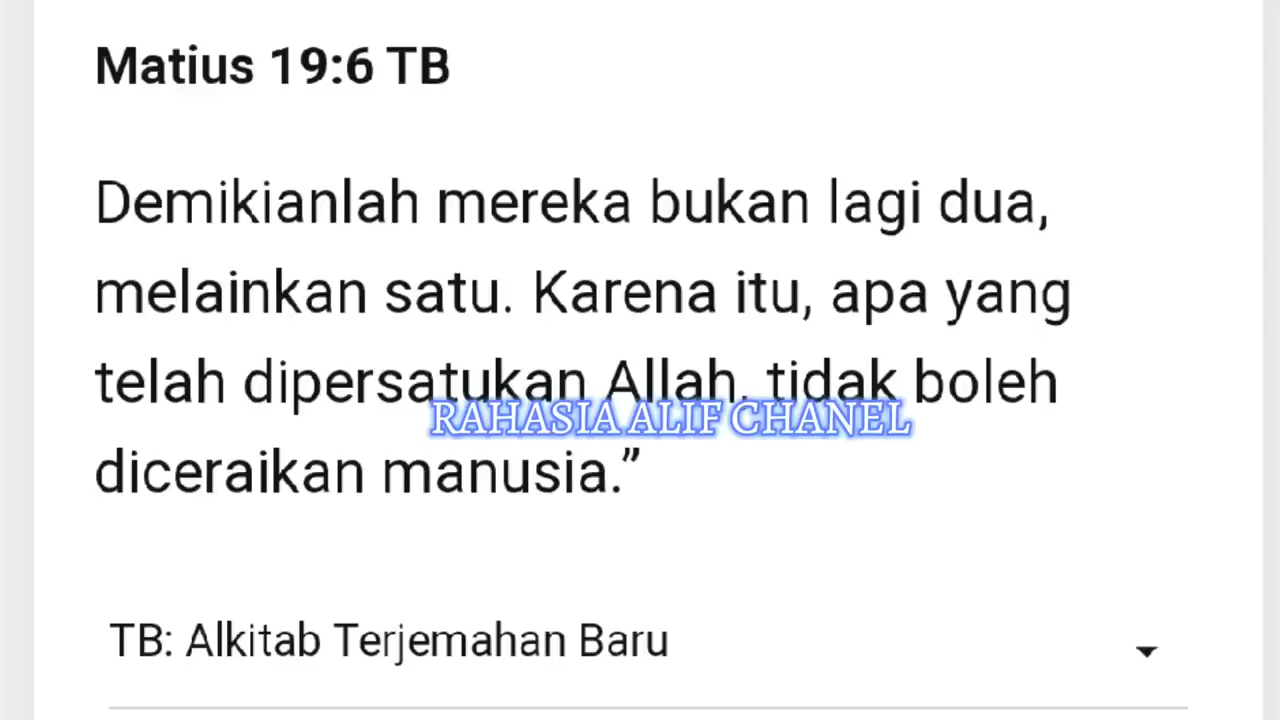 Matius 19:6 TB
Demikianlah mereka bukan lagi dua,
melainkan satu. Karena itu, apa yang
telah dipersatukan Allah, tidak boleh
RAHASIA ALIF CHANEL
diceraikan manusia.”
TB: Alkitab Terjemahan Baru